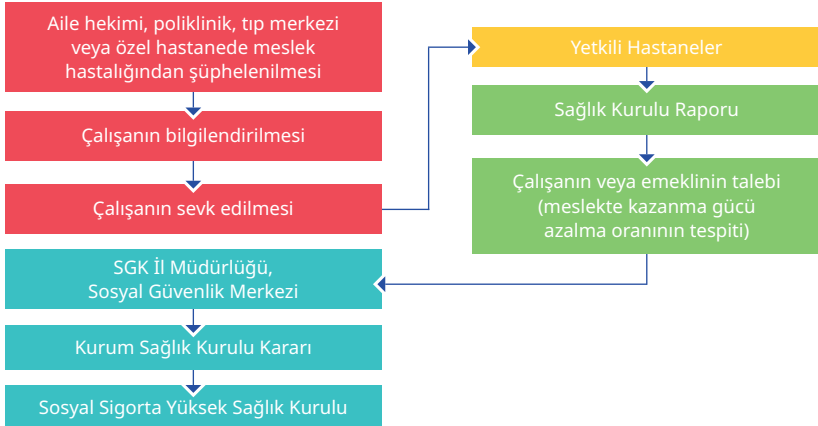 Aile hekimi, poliklinik, tıp merkezi
veya özel hastanede meslek
hastalığından şüphelenilmesi
Çalışanın bilgilendirilmesi
Çalışanın sevk edilmesi
Yetkili Hastaneler
Sağlık Kurulu Raporu
Çalışanın veya emeklinin talebi
(meslekte kazanma gücü
azalma oranının tespiti)
SGK İl Müdürlüğü,
Sosyal Güvenlik Merkezi
Kurum Sağlık Kurulu Kararı
Sosyal Sigorta Yüksek Sağlık Kurulu